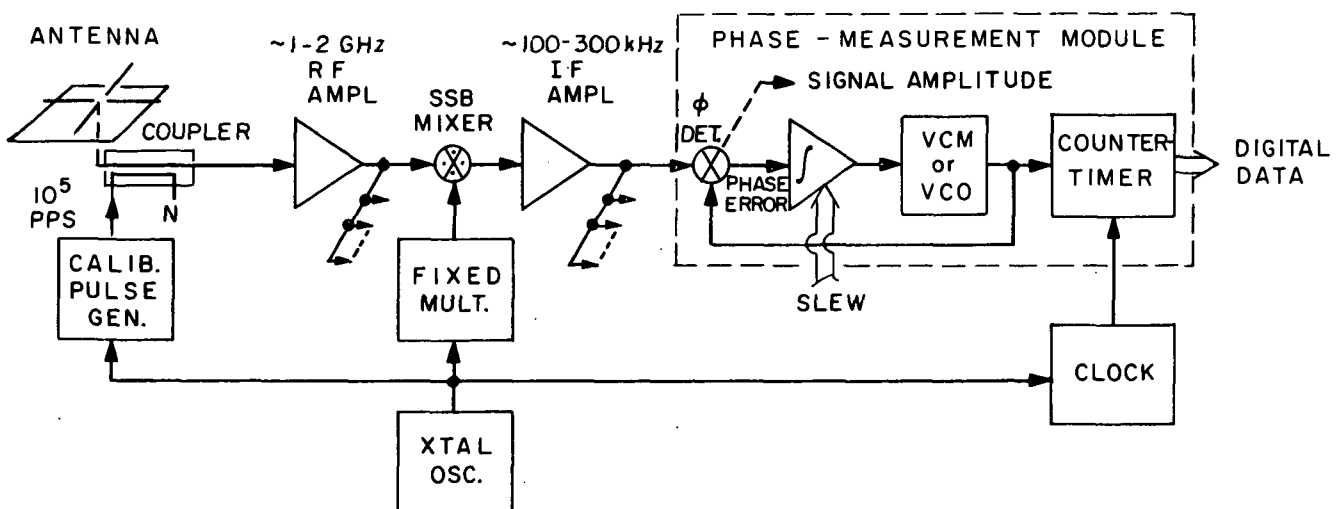 ANTENNA
COUPLER
10⁵
PPS
N
CALIB.
PULSE
GEN.
~1-2 GHz
RF
AMPL
SSB
MIXER
FIXED
MULT.
XTAL
OSC.
~100-300 kHz
I·F
AMPL
PHASE - MEASUREMENT MODULE
SIGNAL AMPLITUDE
ϕ
DET.
PHASE
ERROR
∫
SLEW
VCM
or
VCO
COUNTER-
TIMER
CLOCK
DIGITAL
DATA